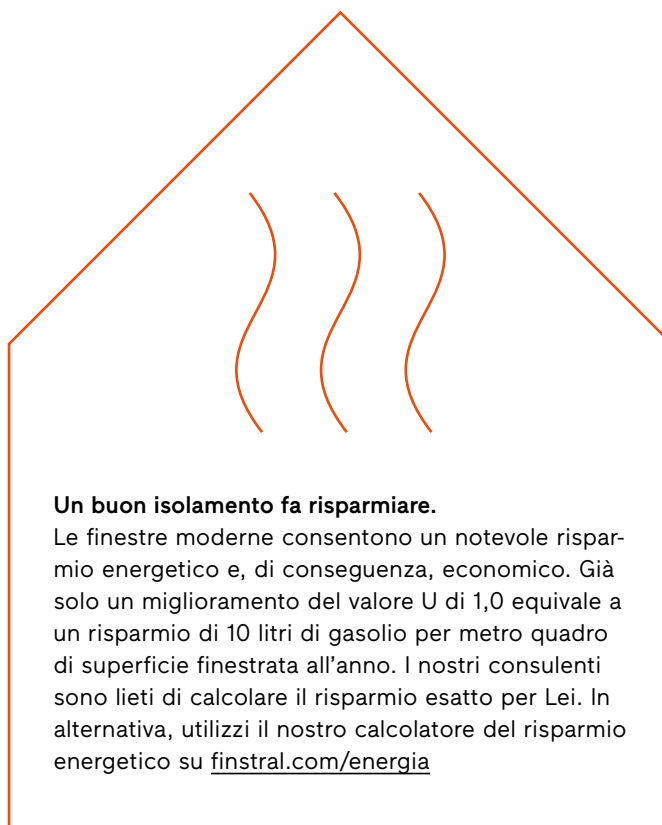 Un buon isolamento fa risparmiare.
Le finestre moderne consentono un notevole rispar-
mio energetico e, di conseguenza, economico. Già
solo un miglioramento del valore U di 1,0 equivale a
un risparmio di 10 litri di gasolio per metro quadro
di superficie finestrata all’anno. I nostri consulenti
sono lieti di calcolare il risparmio esatto per Lei. In
alternativa, utilizzi il nostro calcolatore del risparmio
energetico su finstral.com/energia